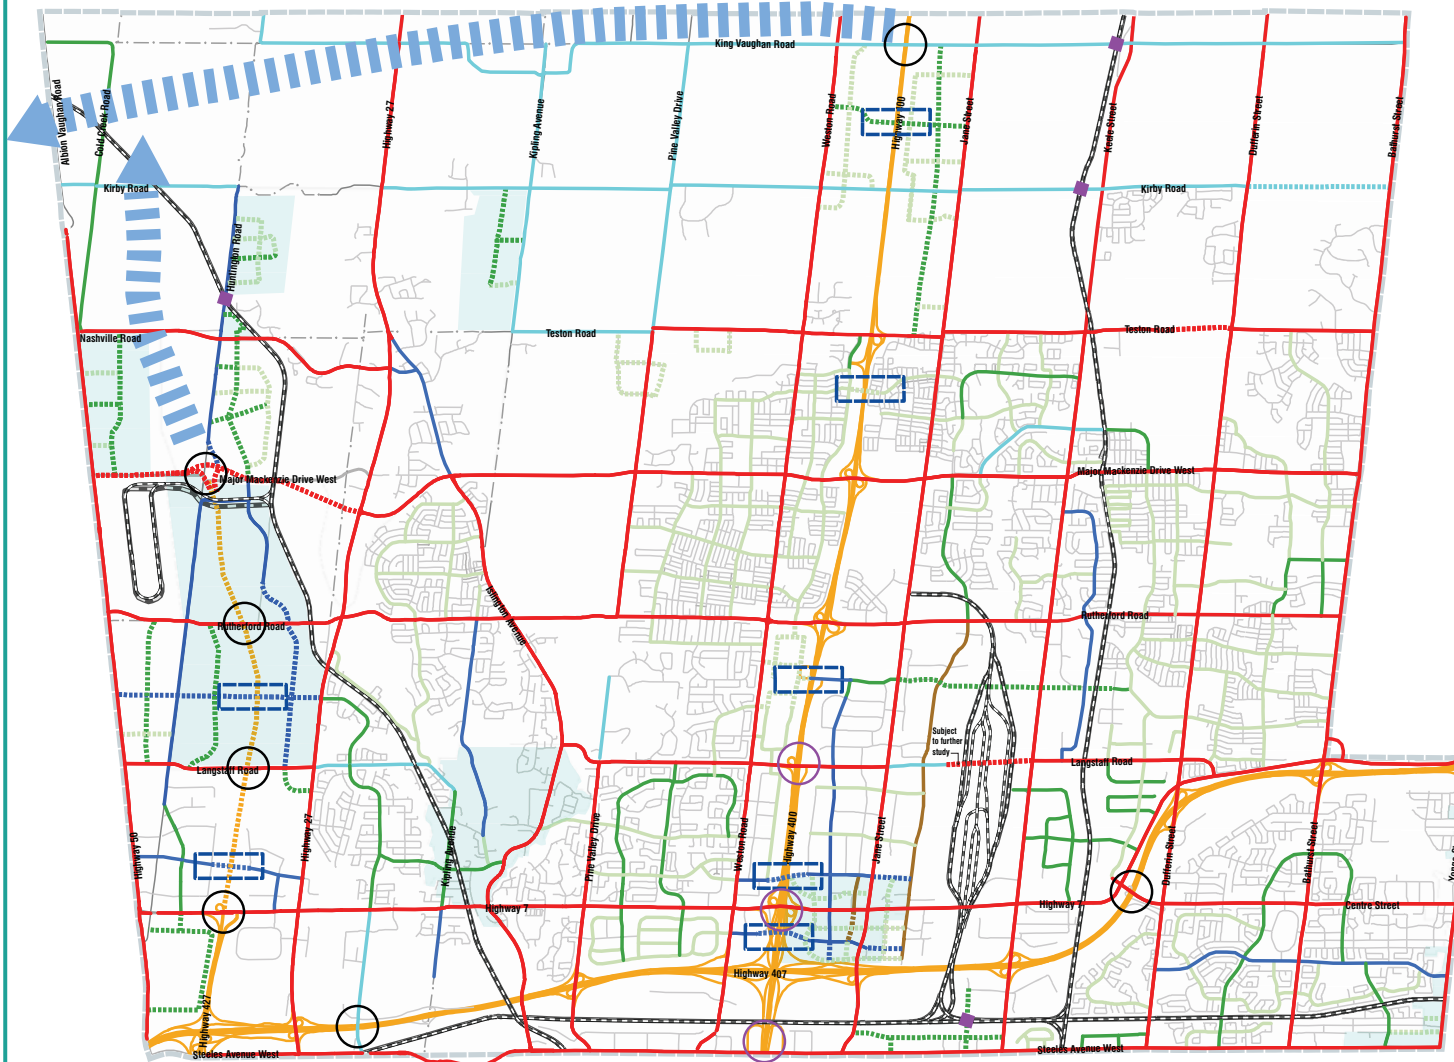 King Vaughan Road
Albion Vaughan Road
Cold Creek Road
Highway 27
Kipling Avenue
Pine Valley Drive
Weston Road
Highway 400
Jane Street
Keele Street
Dufferin Street
Bathurst Street
Kirby Road
Kirby Road
Huntington Road
Nashville Road
Teston Road
Teston Road
Major Mackenzie Drive West
Major Mackenzie Drive West
Islington Avenue
Rutherford Road
Rutherford Road
Subject
to further
study
Langstaff Road
Langstaff Road
Highway 50
Highway 27
Kipling Avenue
Pine Valley Drive
Weston Road
Highway 400
Jane Street
Dufferin Street
Bathurst Street
Highway 7
Highway 7
Centre Street
Highway 407
Highway 427
Steeles Avenue West
Steeles Avenue West